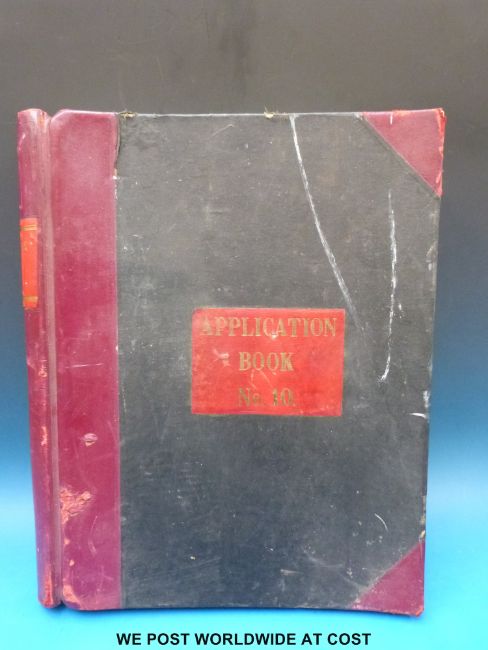 APPLICATION
BOOK
No. 10.
WE POST WORLDWIDE AT COST